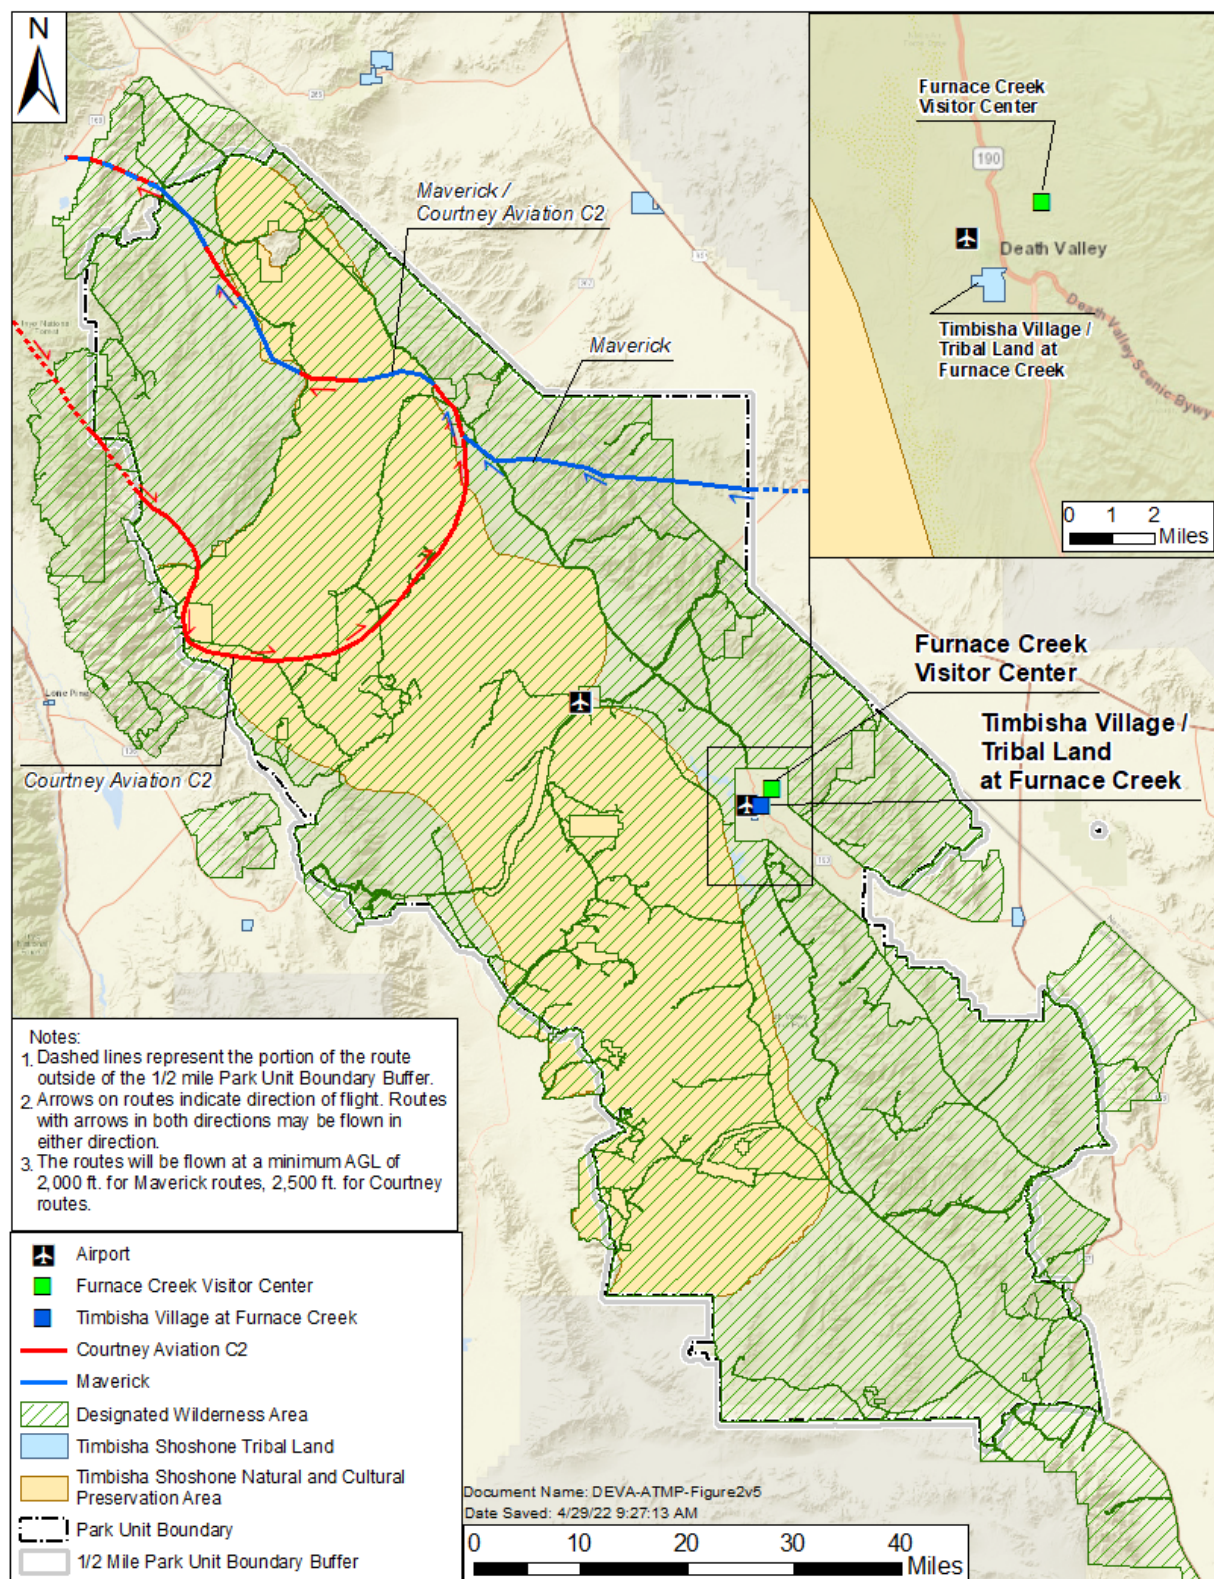 N
Furnace Creek
Visitor Center
190
Death Valley
Death Valley Scenic Bywy
Timbisha Village /
Tribal Land at
Furnace Creek
0 1 2
Miles
Maverick /
Courtney Aviation C2
Maverick
Furnace Creek
Visitor Center
Timbisha Village /
Tribal Land
at Furnace Creek
Lone Pine
Courtney Aviation C2
Notes:
1. Dashed lines represent the portion of the route
outside of the 1/2 mile Park Unit Boundary Buffer.
2. Arrows on routes indicate direction of flight. Routes
with arrows in both directions may be flown in
either direction.
3. The routes will be flown at a minimum AGL of
2,000 ft. for Maverick routes, 2,500 ft. for Courtney
routes.
Airport
Furnace Creek Visitor Center
Timbisha Village at Furnace Creek
Courtney Aviation C2
Maverick
Designated Wilderness Area
Timbisha Shoshone Tribal Land
Timbisha Shoshone Natural and Cultural
Preservation Area
Park Unit Boundary
1/2 Mile Park Unit Boundary Buffer
Document Name: DEVA-ATMP-Figure2v5
Date Saved: 4/29/22 9:27:13 AM
0 10 20 30 40
Miles